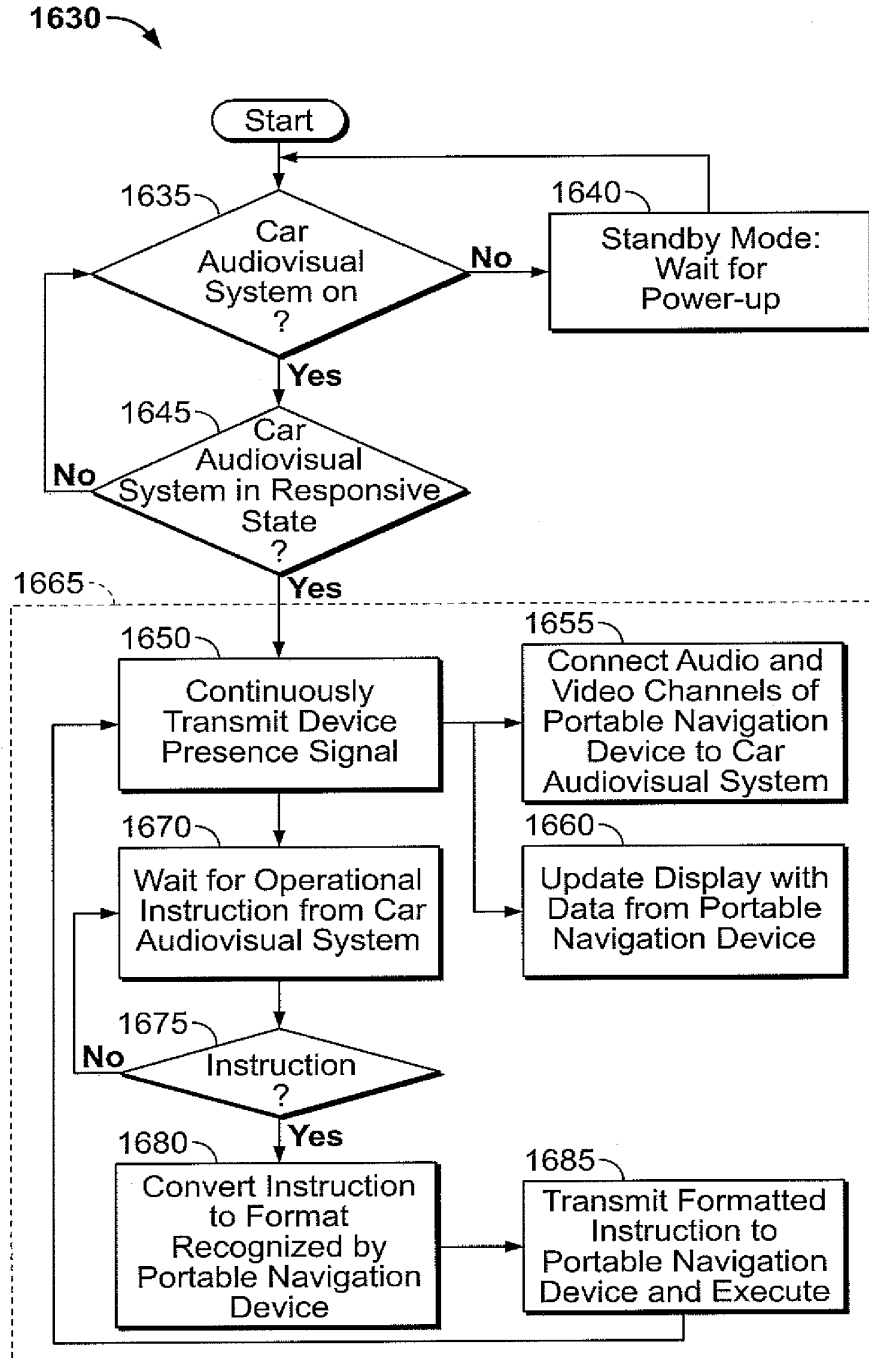 1630
Start
1635
Car
Audiovisual
System on
?
No
1640
Standby Mode:
Wait for
Power-up
Yes
1645
Car
Audiovisual
System in Responsive
State
?
No
Yes
1665
1650
Continuously
Transmit Device
Presence Signal
1655
Connect Audio and
Video Channels of
Portable Navigation
Device to Car
Audiovisual System
1670
Wait for Operational
Instruction from Car
Audiovisual System
1660
Update Display with
Data from Portable
Navigation Device
1675
No
Instruction
?
Yes
1680
Convert Instruction
to Format
Recognized by
Portable Navigation
Device
1685
Transmit Formatted
Instruction to
Portable Navigation
Device and Execute